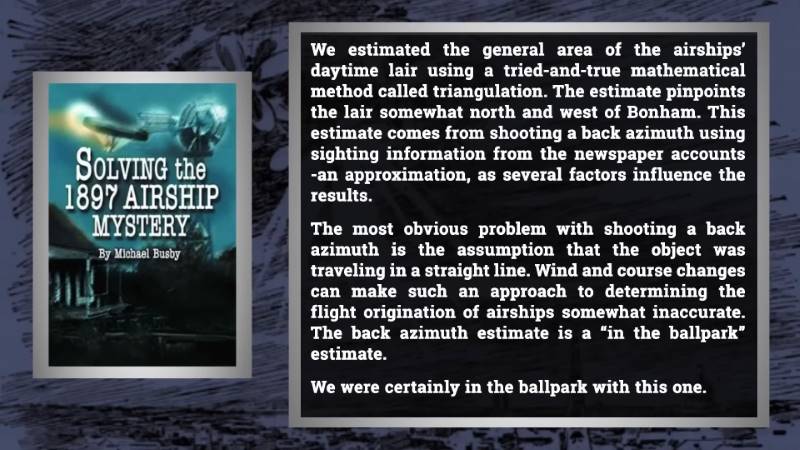 SOLVING the
1897 AIRSHIP
MYSTERY
By Michael Busby
We estimated the general area of the airships'
daytime lair using a tried-and-true mathematical
method called triangulation. The estimate pinpoints
the lair somewhat north and west of Bonham. This
estimate comes from shooting a back azimuth using
sighting information from the newspaper accounts
-an approximation, as several factors influence the
results.
The most obvious problem with shooting a back
azimuth is the assumption that the object was
traveling in a straight line. Wind and course changes
can make such an approach to determining the
flight origination of airships somewhat inaccurate.
The back azimuth estimate is a “in the ballpark”
estimate.
We were certainly in the ballpark with this one.